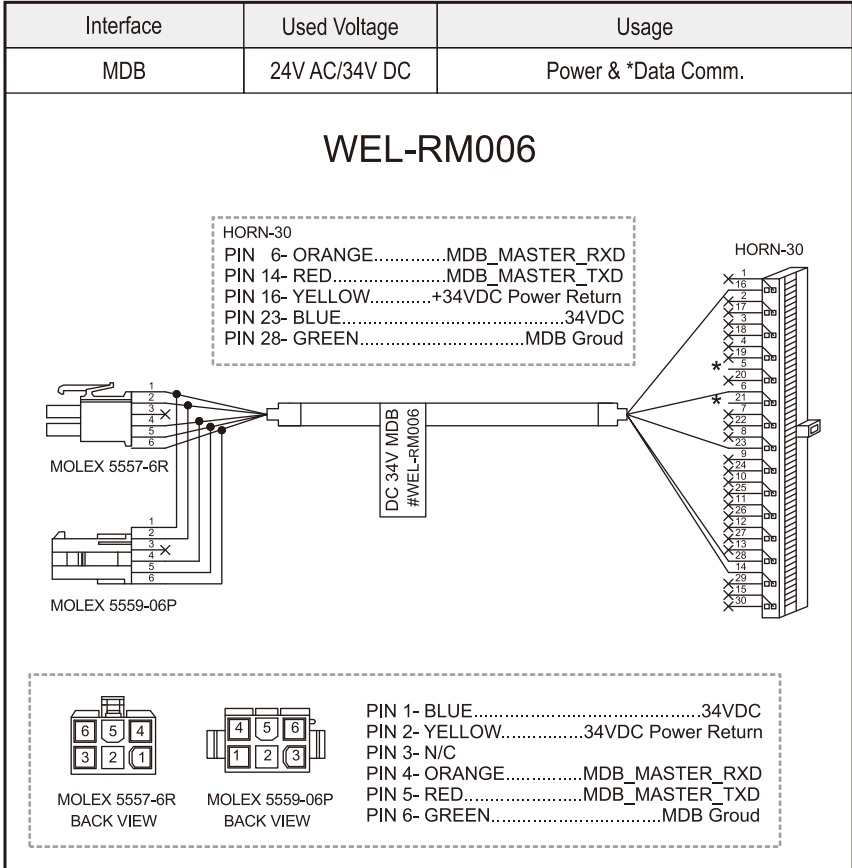 Interface Used Voltage Usage
MDB 24V AC/34V DC Power & *Data Comm.
WEL-RM006
HORN-30
PIN 6- ORANGE.............MDB_MASTER_RXD
PIN 14- RED.....................MDB_MASTER_TXD
PIN 16- YELLOW...........+34VDC Power Return
PIN 23- BLUE.........................................34VDC
PIN 28- GREEN..............................MDB Groud
HORN-30
1
16
2
17
3
18
4
19
* 5
20
6
* 21
7
22
8
23
9
24
10
25
11
26
12
27
13
28
14
29
15
30
1
2
3
4
5
6
MOLEX 5557-6R
DC 34V MDB
#WEL-RM006
1
2
3
4
5
6
MOLEX 5559-06P
6 5 4
3 2 1
MOLEX 5557-6R
BACK VIEW
4 5 6
1 2 3
MOLEX 5559-06P
BACK VIEW
PIN 1- BLUE.........................................34VDC
PIN 2- YELLOW...............34VDC Power Return
PIN 3- N/C
PIN 4- ORANGE..............MDB_MASTER_RXD
PIN 5- RED......................MDB_MASTER_TXD
PIN 6- GREEN...............................MDB Groud